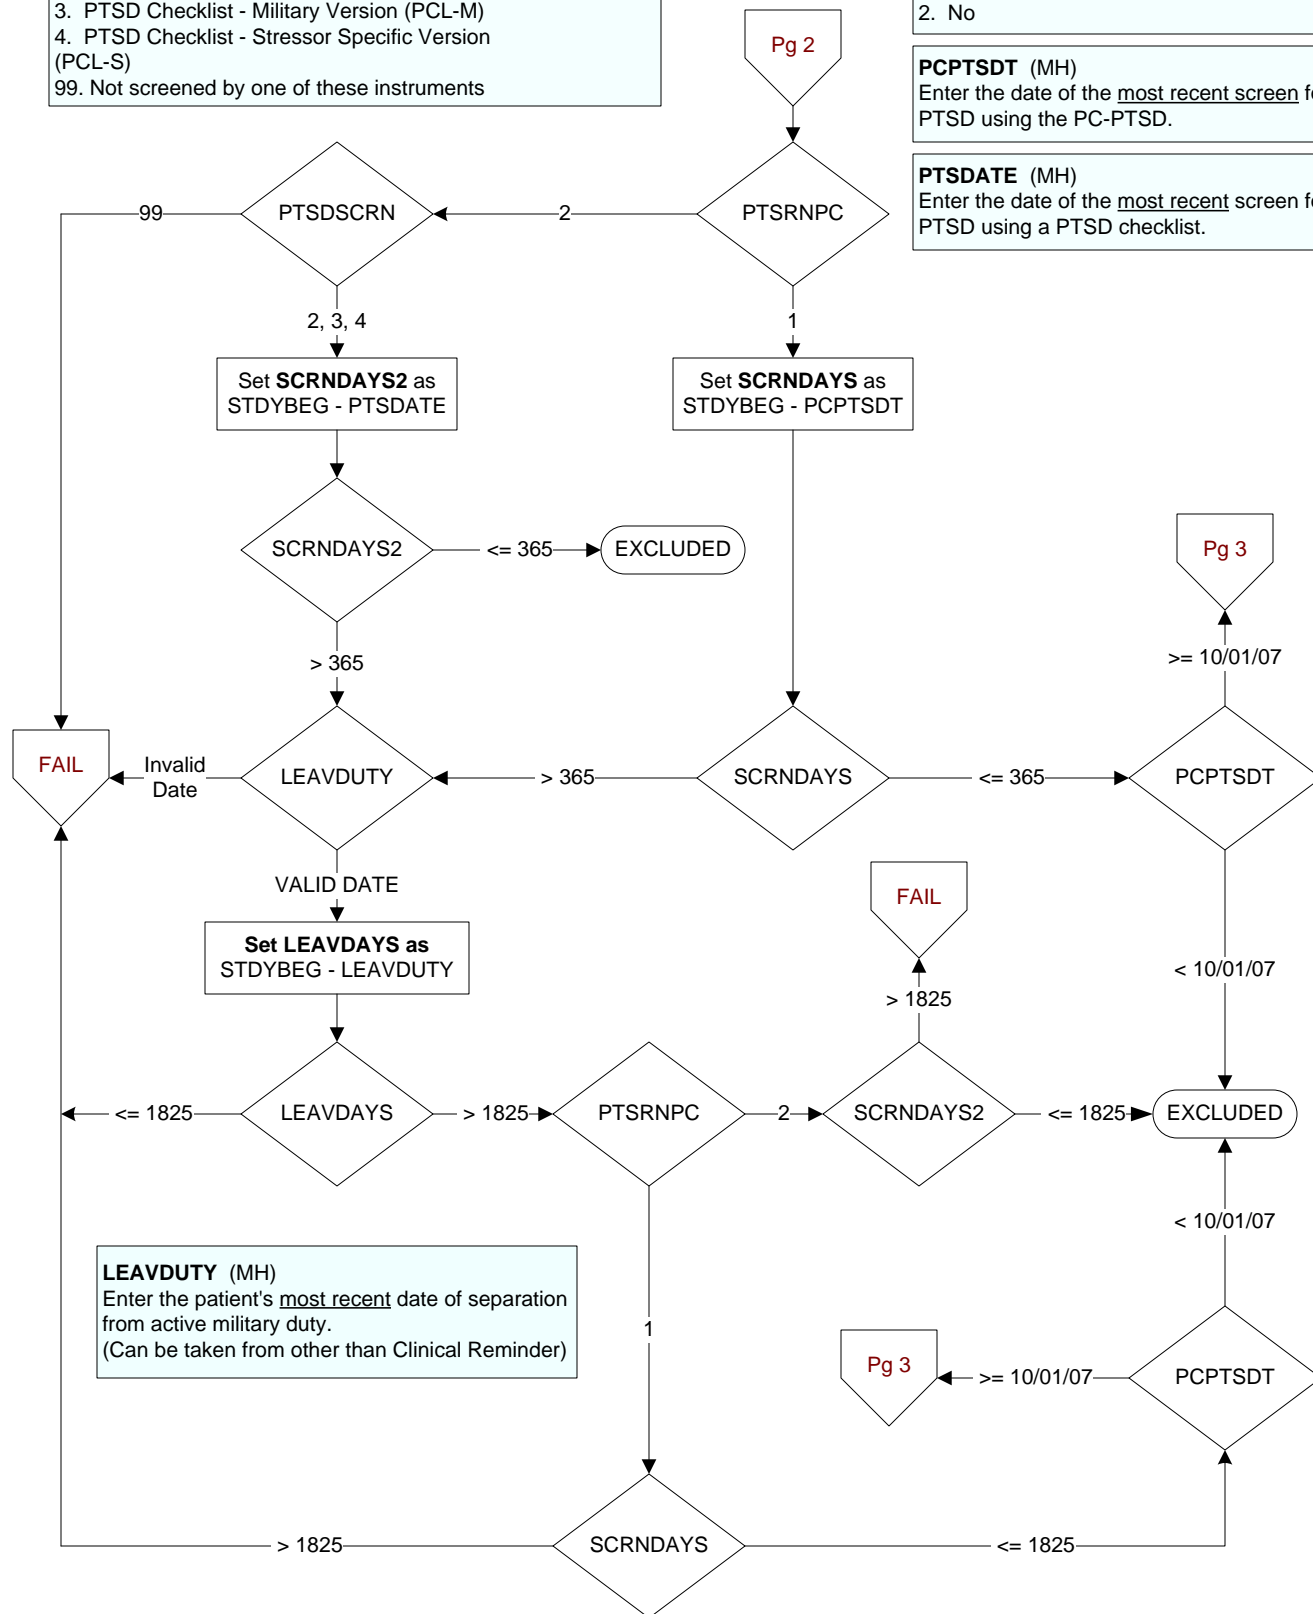 3. PTSD Checklist - Military Version (PCL-M)
4. PTSD Checklist - Stressor Specific Version
(PCL-S)
99. Not screened by one of these instruments
Pg 2
2. No
PCPTSDT (MH)
Enter the date of the most recent screen
PTSD using the PC-PTSD.
PTSDATE (MH)
Enter the date of the most recent screen
PTSD using a PTSD checklist.
99
PTSDSCRN
2
PTSRNPC
2, 3, 4
1
Set SCRNDAYS2 as
STDYBEG - PTSDATE
Set SCRNDAYS as
STDYBEG - PCPTSDT
SCRNDAYS2
<= 365
EXCLUDED
Pg 3
> 365
>= 10/01/07
FAIL
Invalid
Date
LEAVDUTY
> 365
SCRNDAYS
<= 365
PCPTSDT
VALID DATE
FAIL
Set LEAVDAYS as
STDYBEG - LEAVDUTY
< 10/01/07
> 1825
<= 1825
LEAVDAYS
> 1825
PTSRNPC
2
SCRNDAYS2
<= 1825
EXCLUDED
< 10/01/07
LEAVDUTY (MH)
Enter the patient's most recent date of separation
from active military duty.
(Can be taken from other than Clinical Reminder)
1
Pg 3
>= 10/01/07
PCPTSDT
> 1825
SCRNDAYS
<= 1825